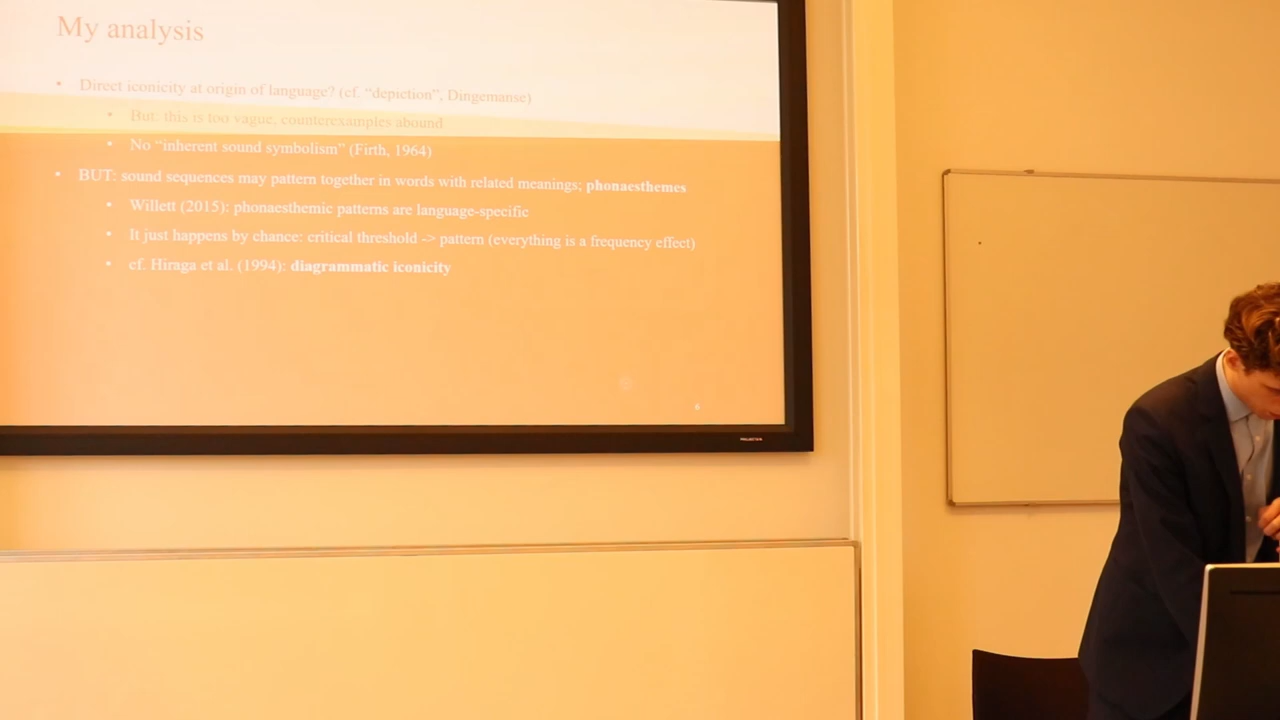 My analysis
• Direct iconicity at origin of language? (cf. “depiction”, Dingemanse)
• But: this is too vague, counterexamples abound
• No “inherent sound symbolism” (Firth, 1964)
• BUT: sound sequences may pattern together in words with related meanings; phonaesthemes
• Willett (2015): phonaesthemic patterns are language-specific
• It just happens by chance: critical threshold -> pattern (everything is a frequency effect)
• cf. Hiraga et al. (1994): diagrammatic iconicity
6